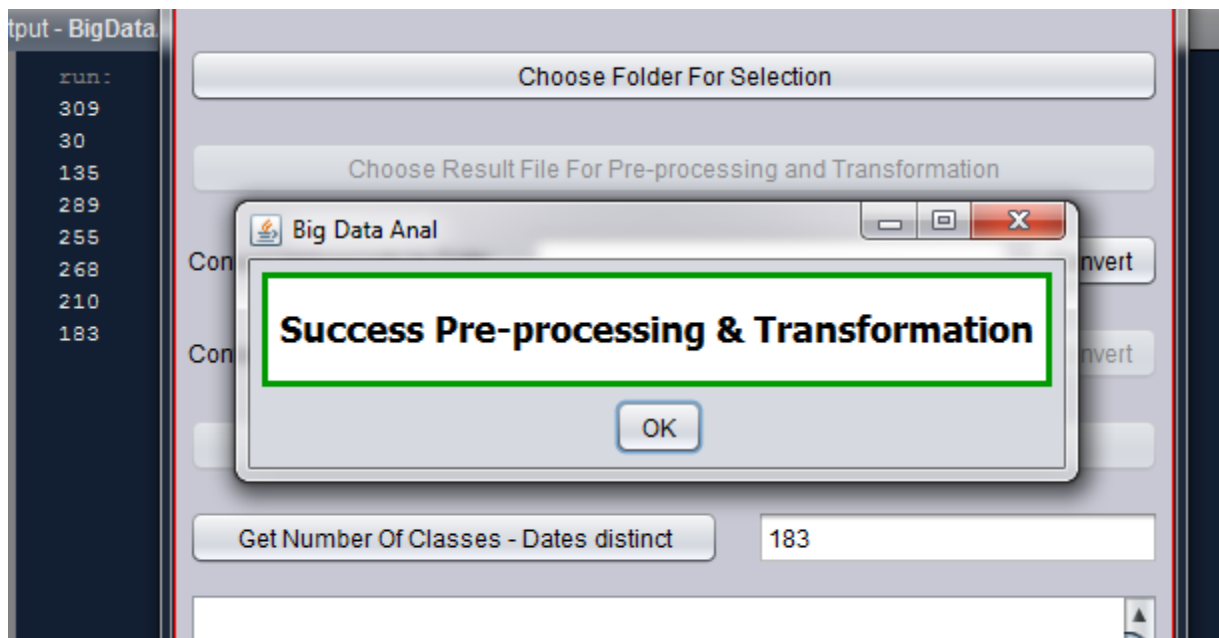 tput - BigData
run:
309
30
135
289
255
268
210
183
Choose Folder For Selection
Choose Result File For Pre-processing and Transformation
Big Data Anal
Con
nvert
Success Pre-processing & Transformation
Con
nvert
OK
Get Number Of Classes - Dates distinct
183